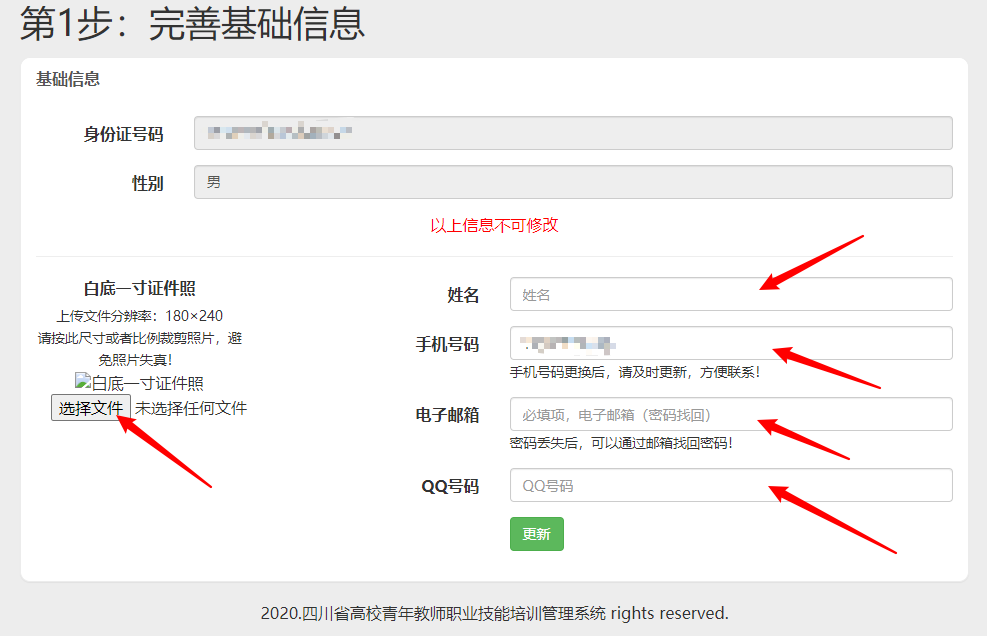 第1步：完善基础信息
基础信息
身份证号码
性别 男
以上信息不可修改
白底一寸证件照
上传文件分辨率：180×240
请按此尺寸或者比例裁剪照片，避
免照片失真！
白底一寸证件照
选择文件 未选择任何文件
姓名 姓名
手机号码
手机号码更换后，请及时更新，方便联系！
电子邮箱 必填项，电子邮箱（密码找回）
密码丢失后，可以通过邮箱找回密码！
QQ号码 QQ号码
更新
2020.四川省高校青年教师职业技能培训管理系统 rights reserved.